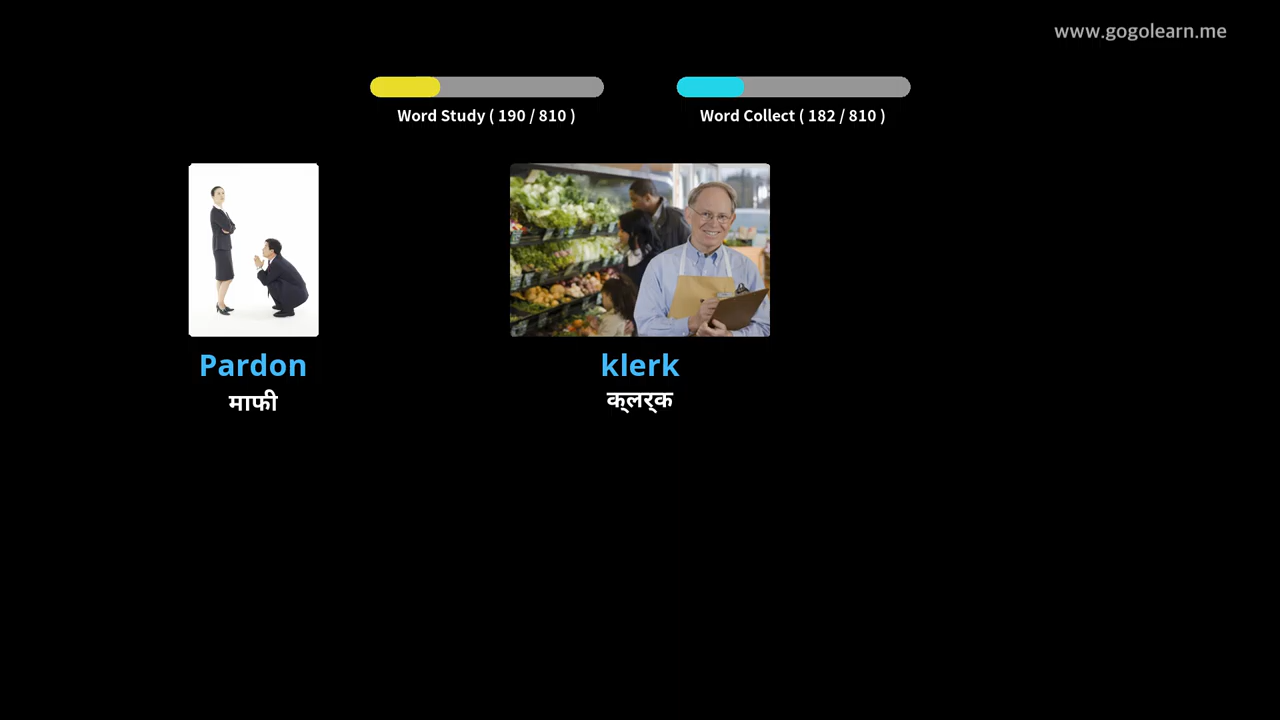 www.gogolearn.me
Word Study ( 190 / 810 )
Word Collect ( 182 / 810 )
Pardon
माफी
klerk
क्‌लर्‌क